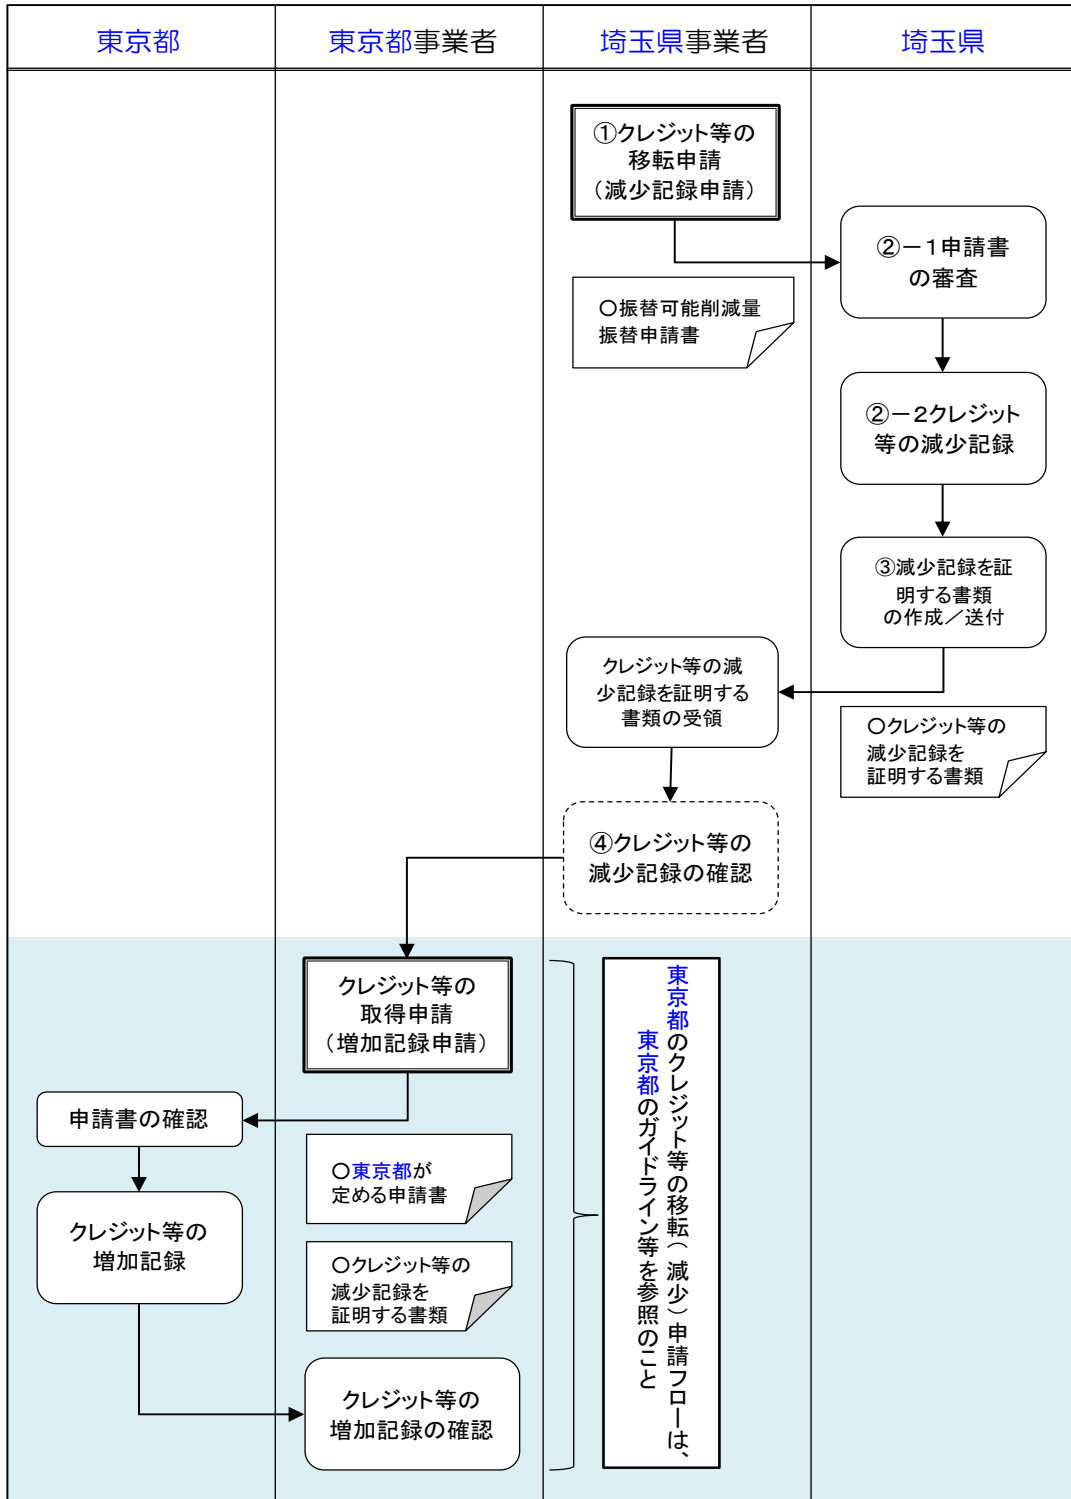 東京都
東京都事業者
埼玉県事業者
埼玉県
①クレジット等の
移転申請
（減少記録申請）
②－１申請書
の審査
○振替可能削減量
振替申請書
②－２クレジット
等の減少記録
③減少記録を証
明する書類
の作成／送付
クレジット等の減
少記録を証明する
書類の受領
○クレジット等の
減少記録を
証明する書類
④クレジット等の
減少記録の確認
クレジット等の
取得申請
（増加記録申請）
東京都のクレジット等の移転（減少）申請フローは、
東京都のガイドライン等を参照のこと
申請書の確認
○東京都が
定める申請書
クレジット等の
増加記録
○クレジット等の
減少記録を
証明する書類
クレジット等の
増加記録の確認